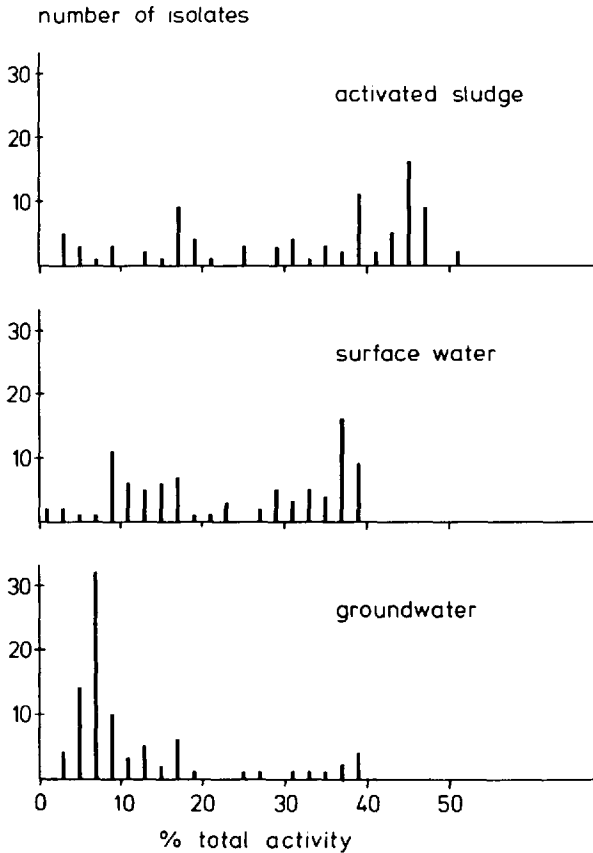 number of isolates
30
20
10
activated sludge
30
20
10
surface water
30
20
10
groundwater
0 10 20 30 40 50
% total activity